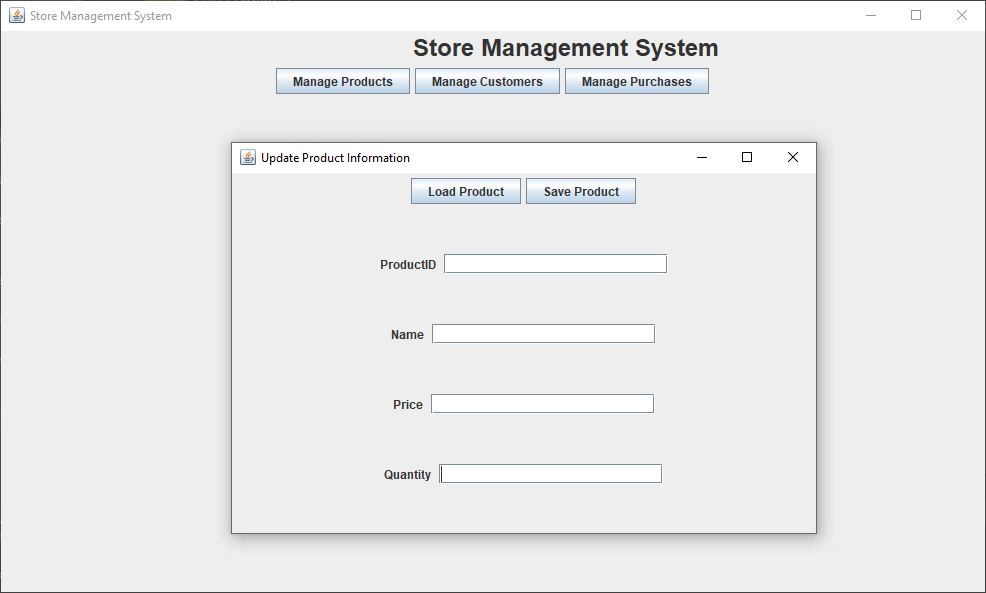 Store Management System
Store Management System
Manage Products Manage Customers Manage Purchases
Update Product Information
Load Product Save Product
ProductID
Name
Price
Quantity